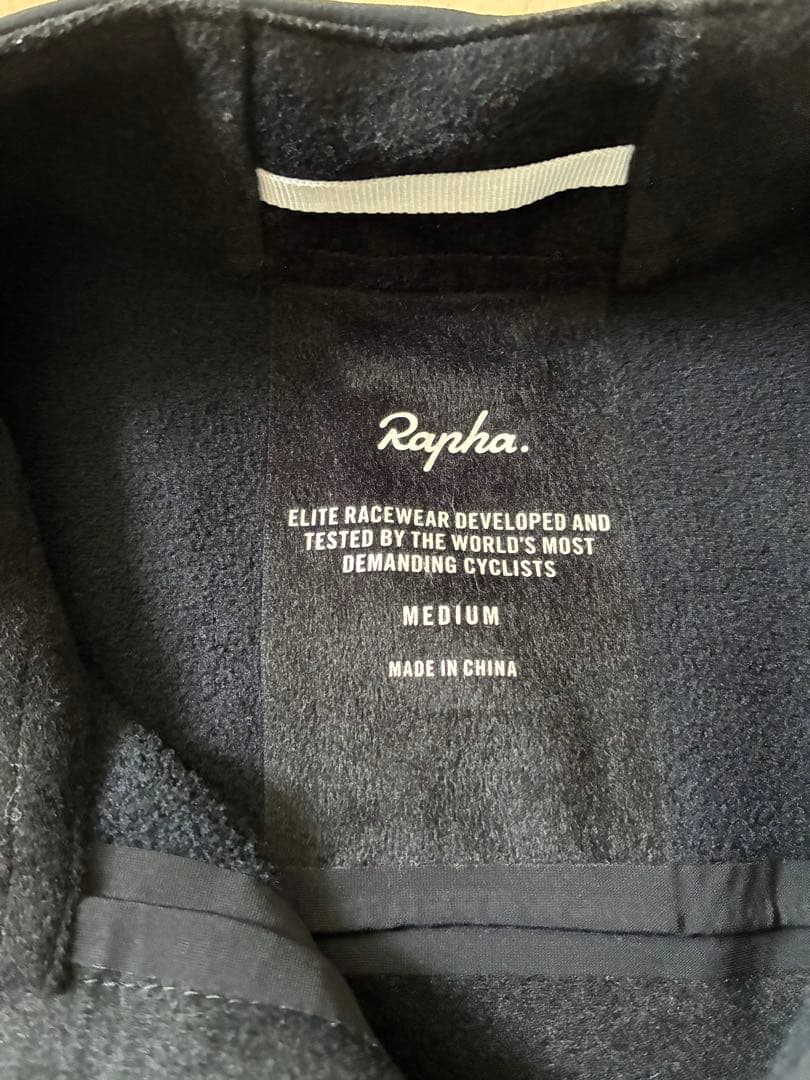 Rapha.
ELITE RACEWEAR DEVELOPED AND
TESTED BY THE WORLD'S MOST
DEMANDING CYCLISTS
MEDIUM
MADE IN CHINA